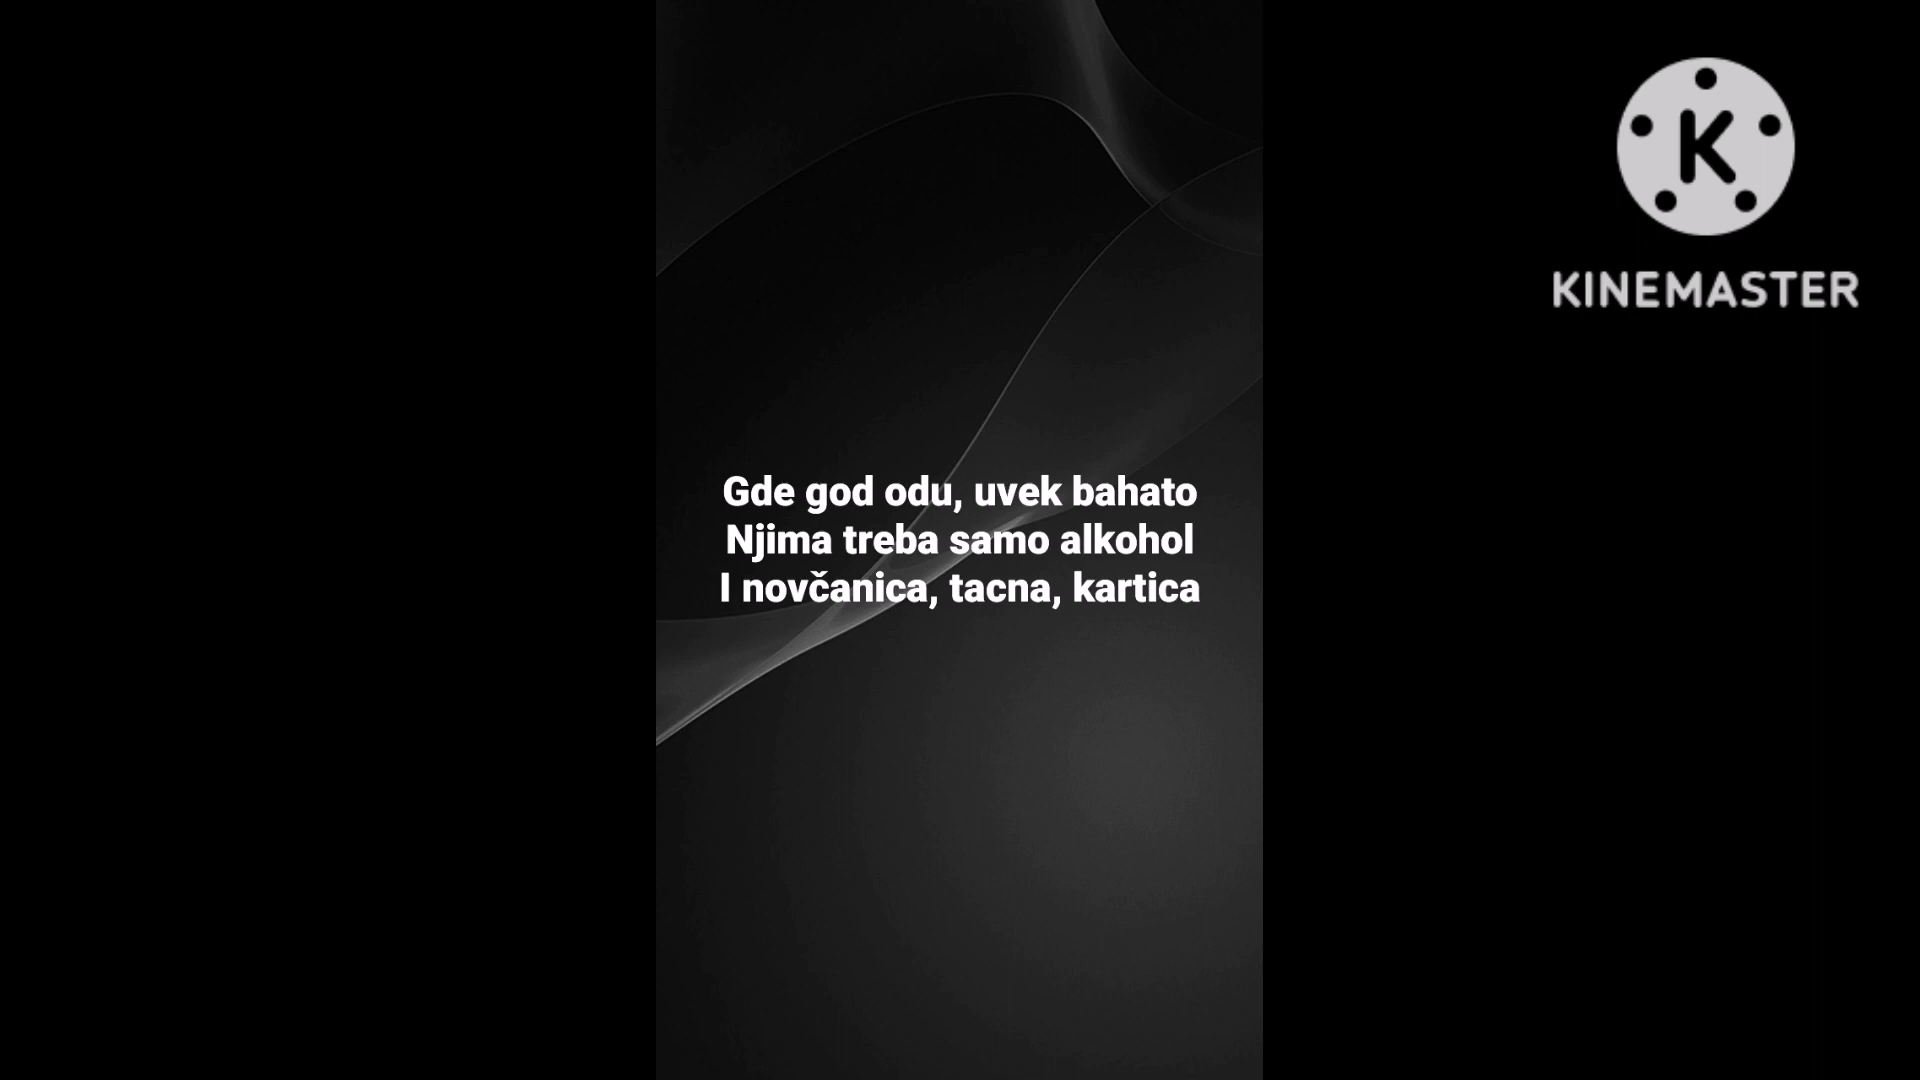 K
KINEMASTER
Gde god odu, uvek bahato
Njima treba samo alkohol
I novčanica, tacna, kartica